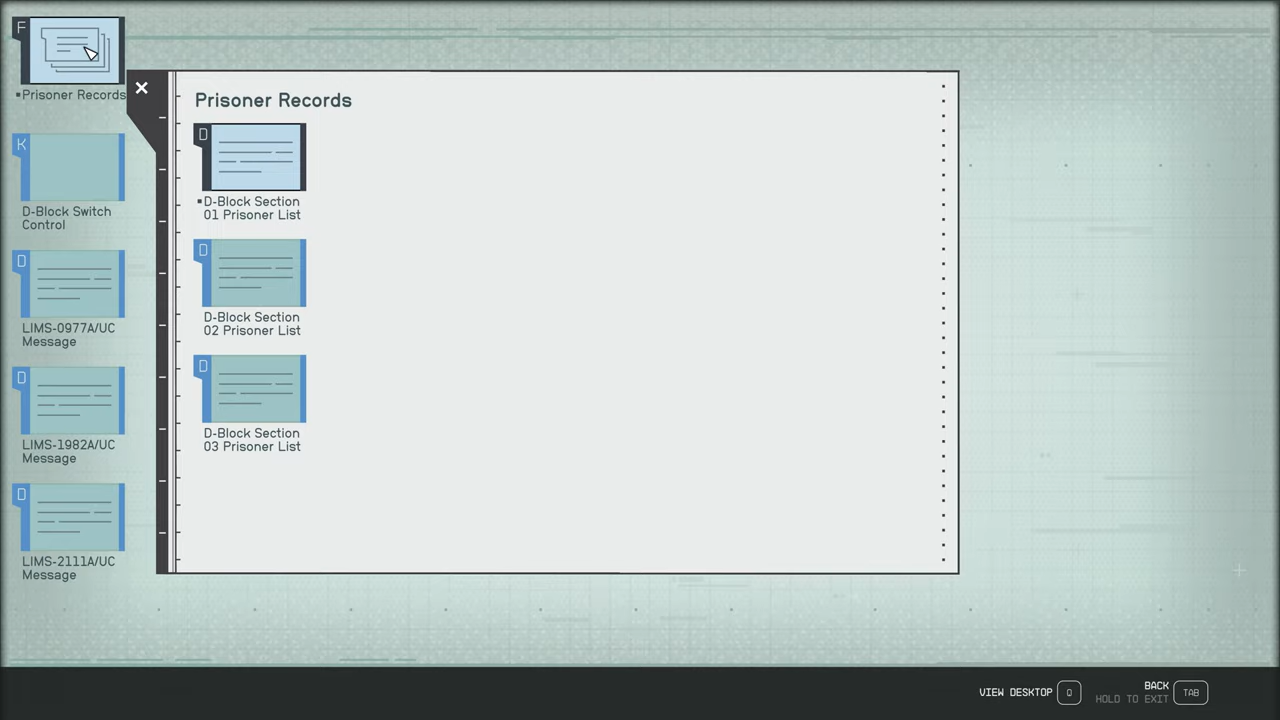 F
▪Prisoner Records
K
D-Block Switch
Control
D
LIMS-0977A/UC
Message
D
LIMS-1982A/UC
Message
D
LIMS-2111A/UC
Message
×
Prisoner Records
D
▪D-Block Section
01 Prisoner List
D
D-Block Section
02 Prisoner List
D
D-Block Section
03 Prisoner List
VIEW DESKTOP Q
BACK
HOLD TO EXIT TAB